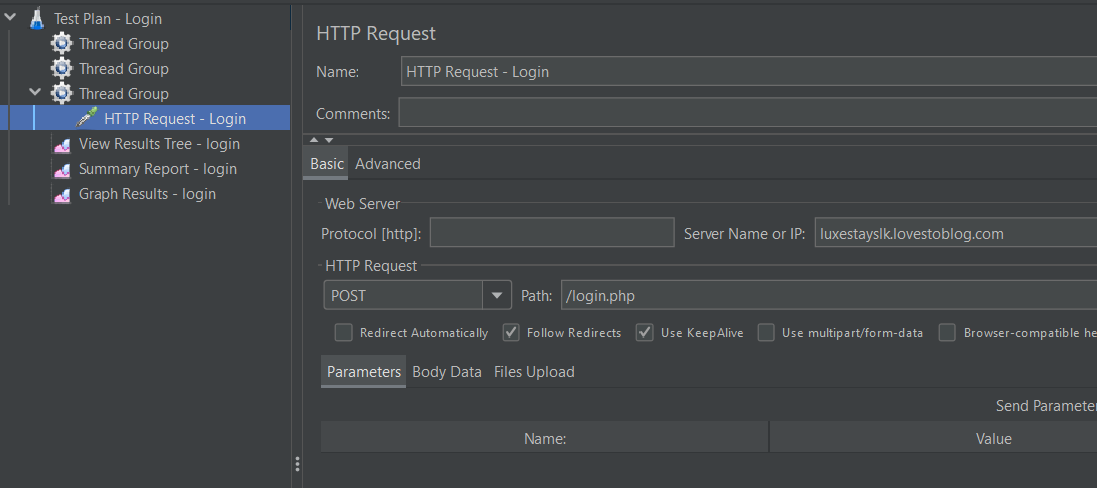 Test Plan - Login
Thread Group
Thread Group
Thread Group
HTTP Request - Login
View Results Tree - login
Summary Report - login
Graph Results - login
HTTP Request
Name: HTTP Request - Login
Comments:
Basic Advanced
Web Server
Protocol [http]: Server Name or IP: luxestayslk.lovestoblog.com
HTTP Request
POST Path: /login.php
Redirect Automatically Follow Redirects Use KeepAlive Use multipart/form-data Browser-compatible he
Parameters Body Data Files Upload
Send Parameter
Name: Value